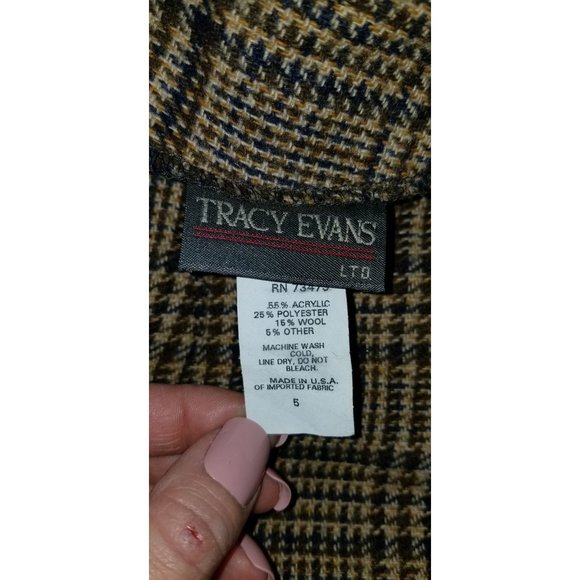 TRACY EVANS
LTD
RN 73479
55% ACRYLIC
25% POLYESTER
15% WOOL
5% OTHER
MACHINE WASH
COLD,
LINE DRY, DO NOT
BLEACH.
MADE IN U.S.A.
OF IMPORTED FABRIC
5